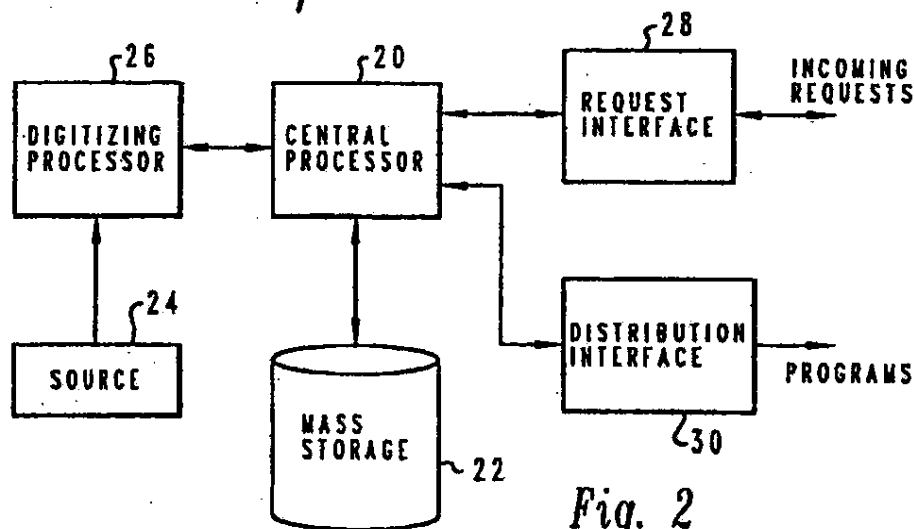 26
DIGITIZING
PROCESSOR
20
CENTRAL
PROCESSOR
28
REQUEST
INTERFACE
INCOMING
REQUESTS
24
SOURCE
MASS
STORAGE
22
DISTRIBUTION
INTERFACE
30
PROGRAMS
Fig. 2